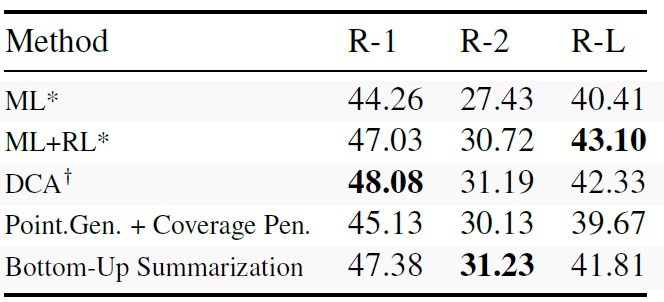 Method R-1 R-2 R-L
ML* 44.26 27.43 40.41
ML+RL* 47.03 30.72 43.10
DCA† 48.08 31.19 42.33
Point.Gen. + Coverage Pen. 45.13 30.13 39.67
Bottom-Up Summarization 47.38 31.23 41.81